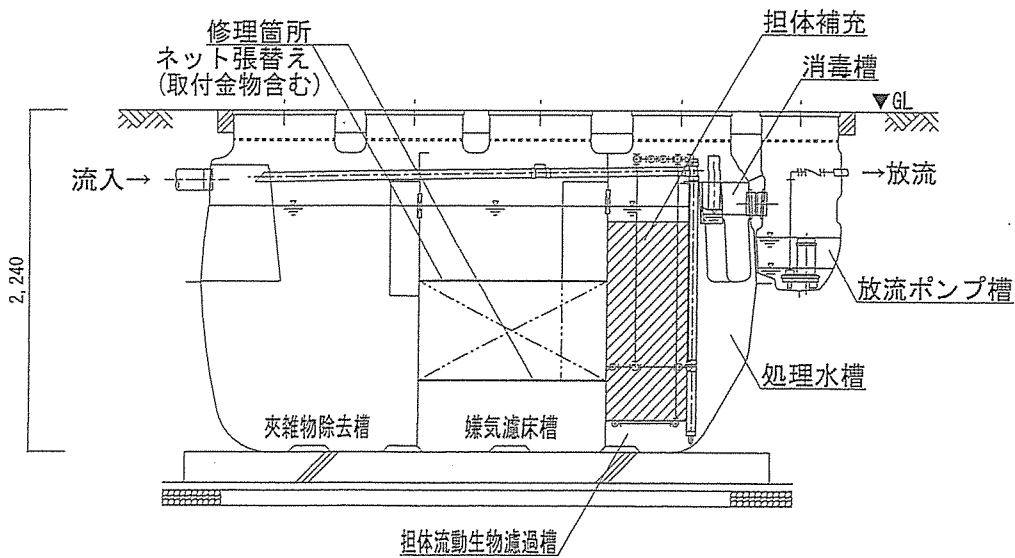 修理箇所
ネット張替え
(取付金物含む)
担体補充
消毒槽
▼GL
流入→
→放流
2,240
放流ポンプ槽
処理水槽
夾雑物除去槽
嫌気濾床槽
担体流動生物濾過槽